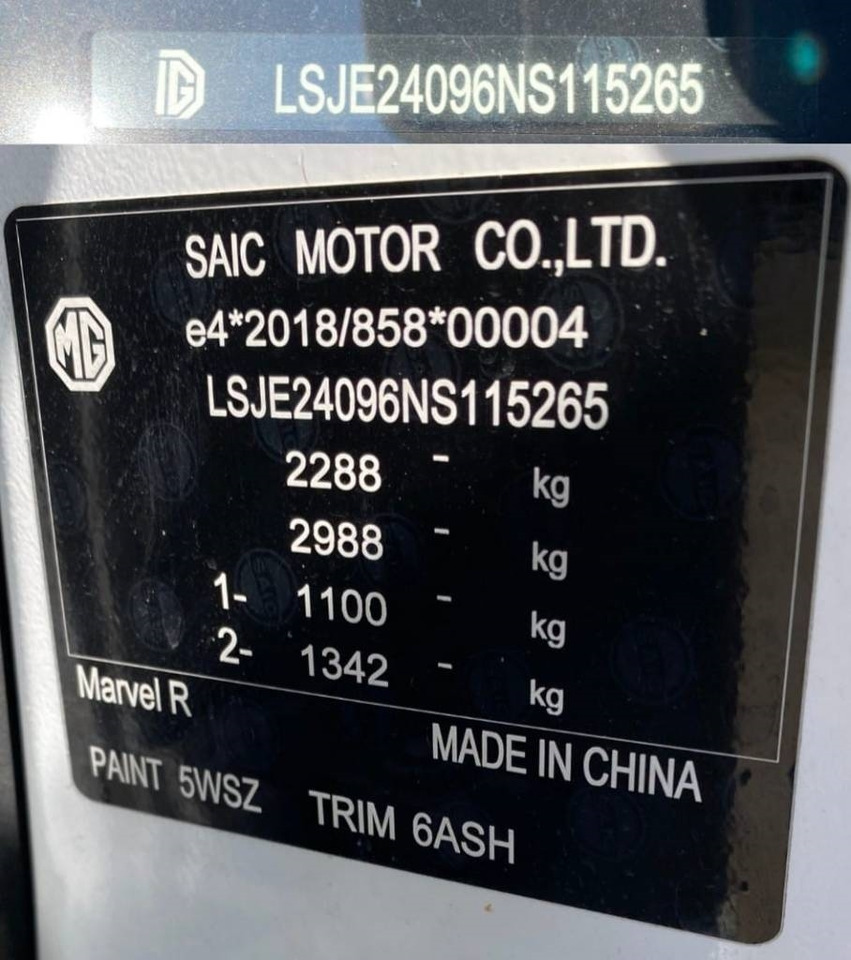 LSJE24096NS115265
SAIC MOTOR CO.,LTD.
MG
e4*2018/858*00004
LSJE24096NS115265
2288 - kg
2988 - kg
1- 1100 - kg
2- 1342 - kg
Marvel R
MADE IN CHINA
PAINT 5WSZ TRIM 6ASH